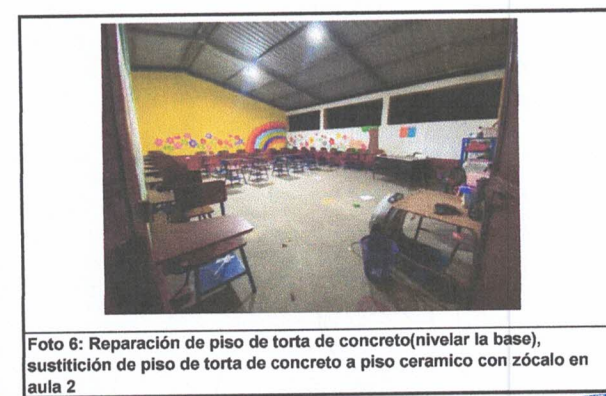 Foto 6: Reparación de piso de torta de concreto(nivelar la base),
sustitición de piso de torta de concreto a piso ceramico con zócalo en
aula 2